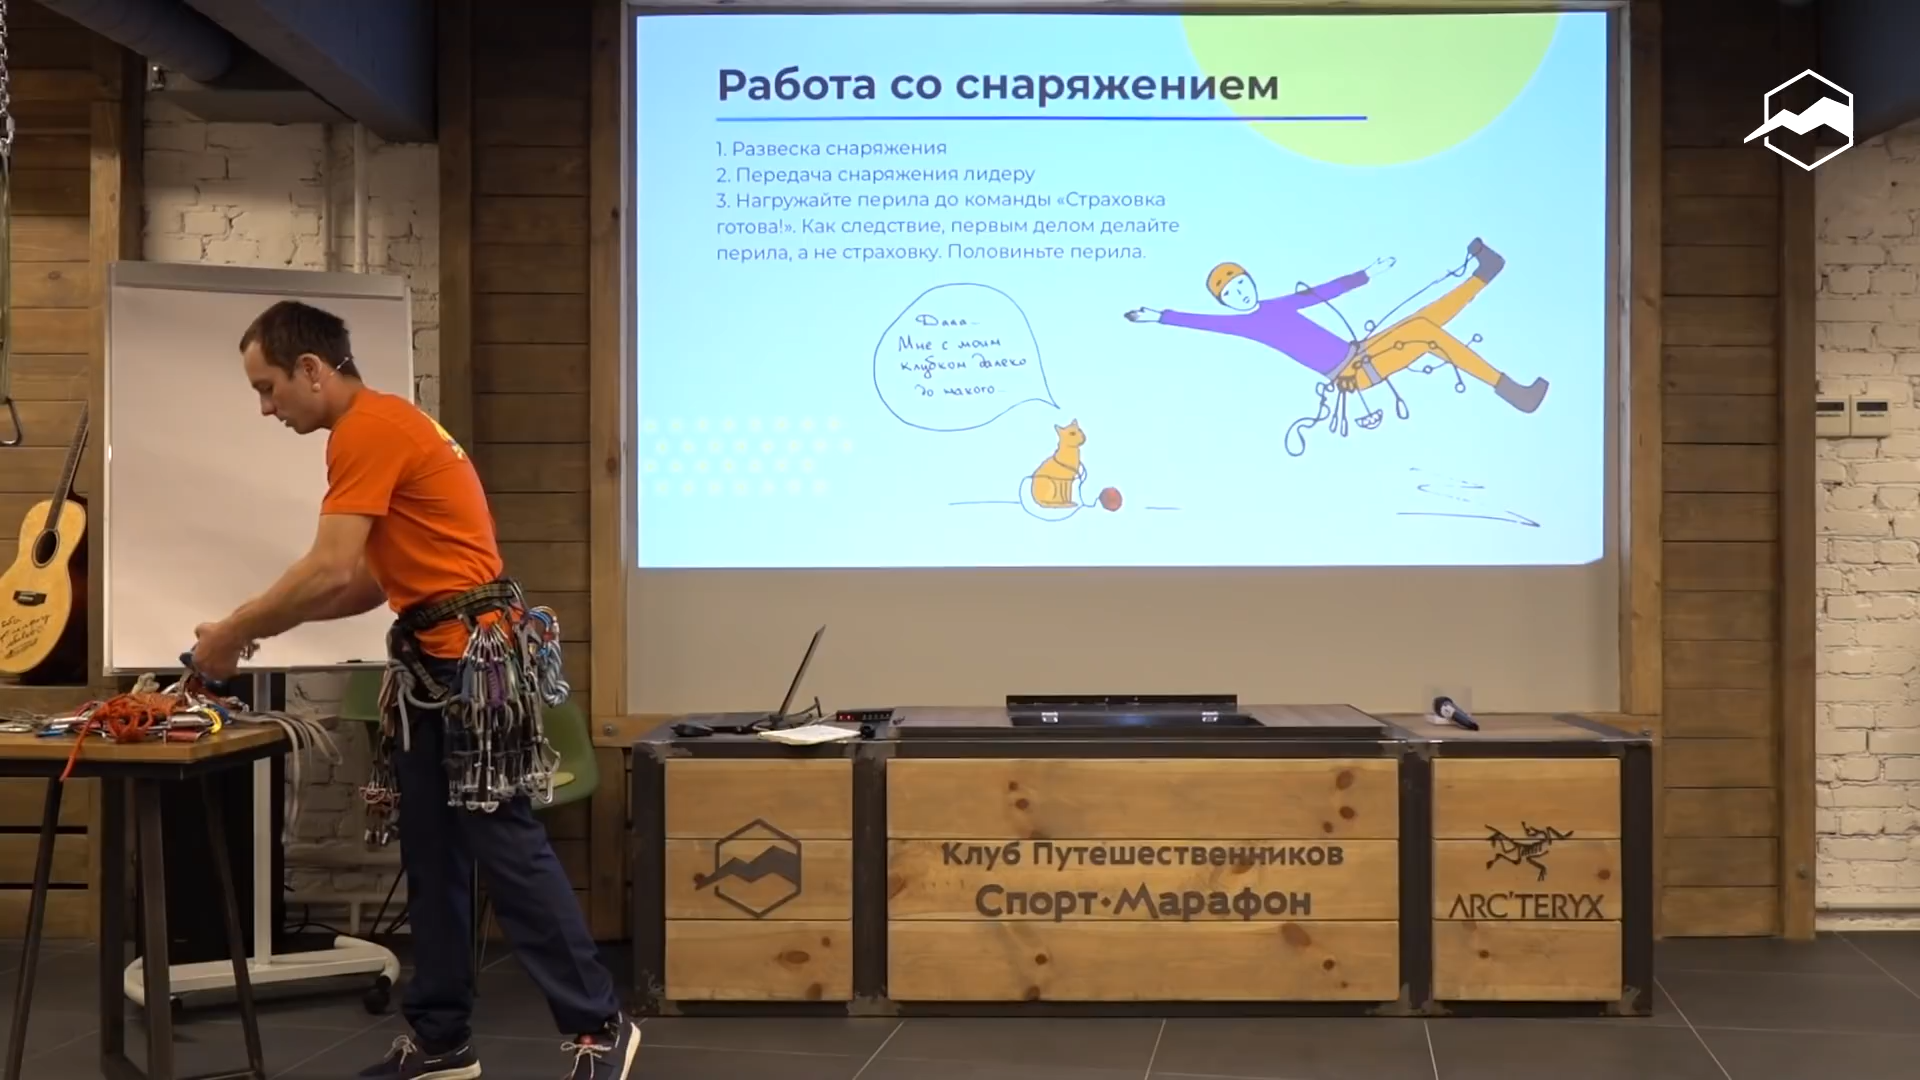 Работа со снаряжением
1. Развеска снаряжения
2. Передача снаряжения лидеру
3. Нагружайте перила до команды «Страховка
готова!». Как следствие, первым делом делайте
перила, а не страховку. Половиньте перила.
Дааа...
Мне с моим
клубком далеко
до такого...
Клуб Путешественников
Спорт·Марафон
ARC'TERYX